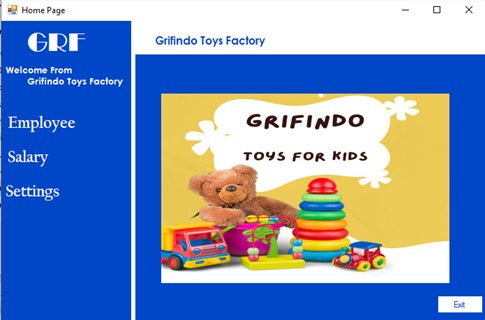 Home Page
GRF
Grifindo Toys Factory
Welcome From
Grifindo Toys Factory
Employee
Salary
Settings
GRIFINDO
TOYS FOR KIDS
Exit